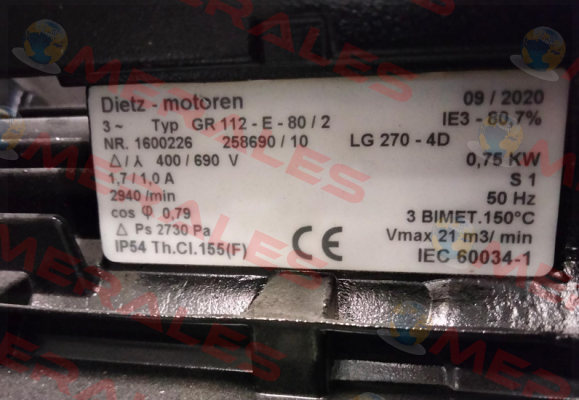 Dietz - motoren 09 / 2020
3 ~ Typ GR 112 - E - 80 / 2 IE3 - 80,7%
NR. 1600226 258690 / 10 LG 270 - 4D
Δ / ⅄ 400 / 690 V 0,75 KW
1,7 / 1,0 A S 1
2940 /min 50 Hz
cos φ 0,79 3 BIMET.150°C
Δ Ps 2730 Pa Vmax 21 m3/ min
IP54 Th.Cl.155(F) CE IEC 60034-1
MERALES